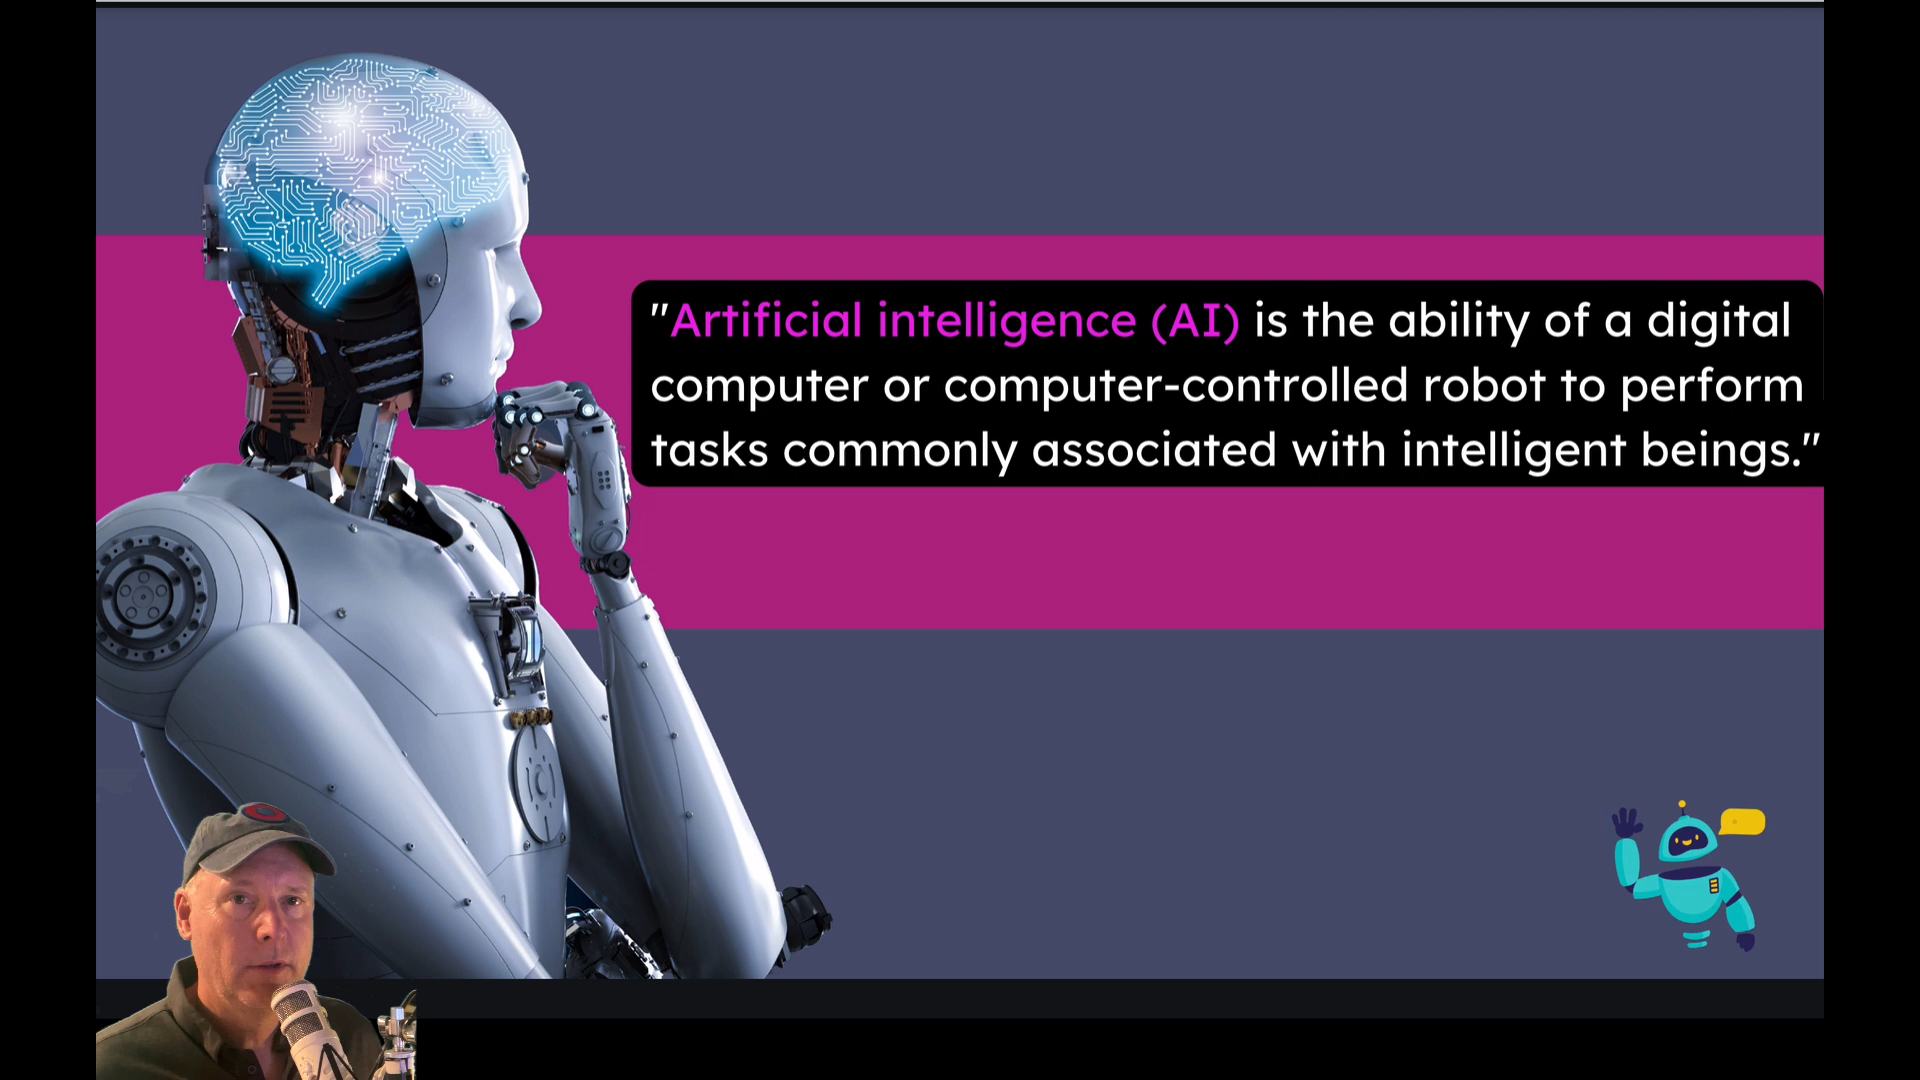 "Artificial intelligence (AI) is the ability of a digital
computer or computer-controlled robot to perform
tasks commonly associated with intelligent beings."